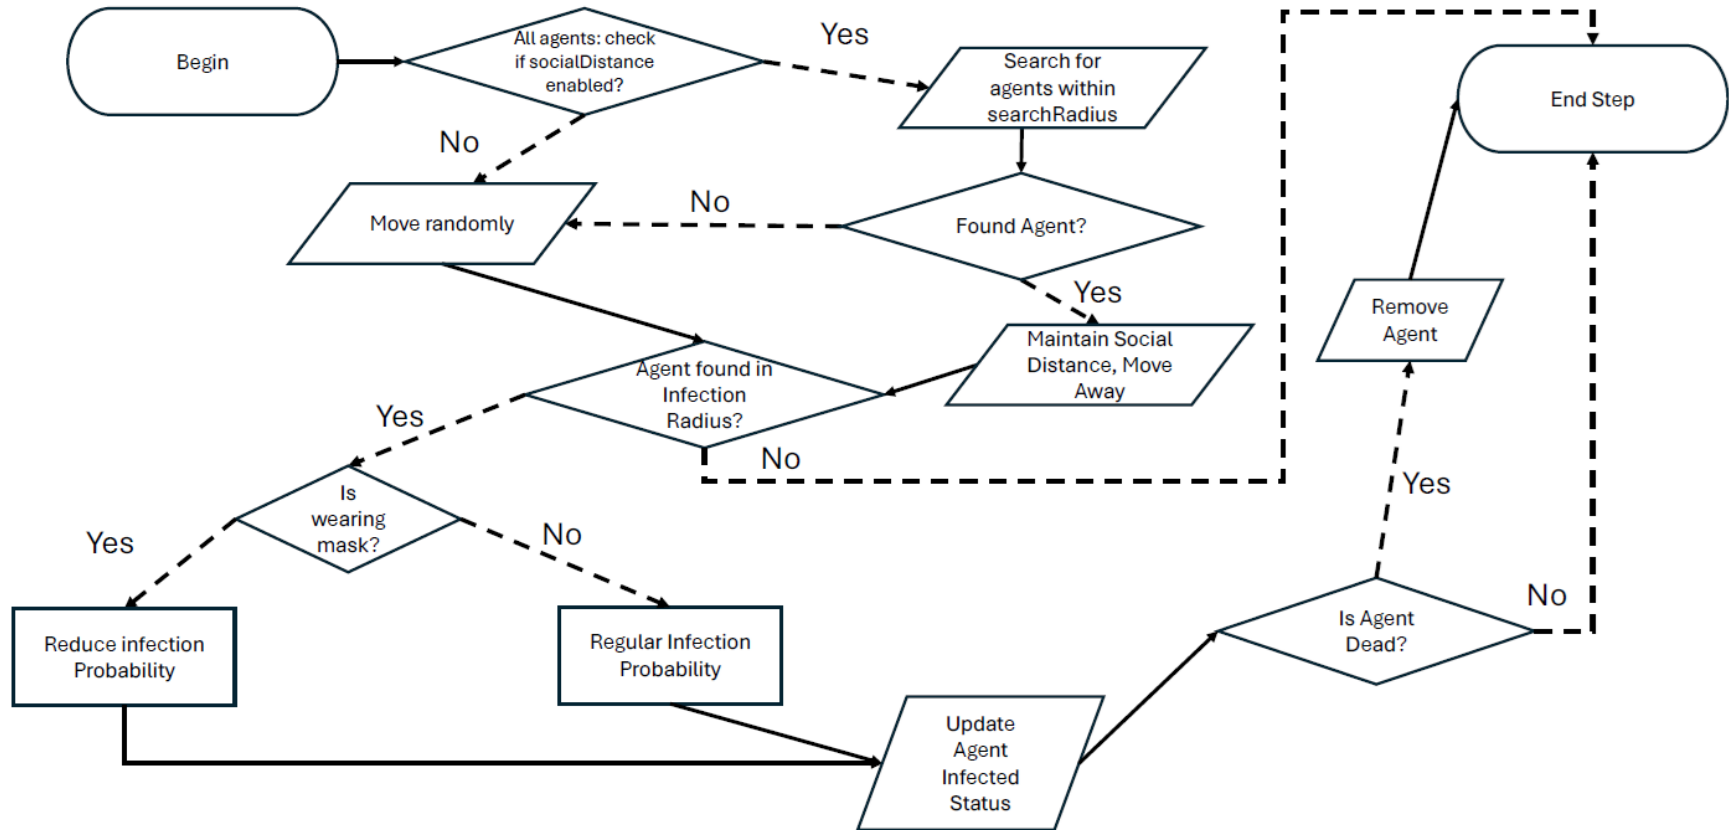 Begin
All agents: check
if socialDistance
enabled?
Yes
Search for
agents within
searchRadius
End Step
No
Move randomly
No
Found Agent?
Yes
Remove
Agent
Maintain Social
Distance, Move
Away
Agent found in
Infection
Radius?
Yes
No
Yes
Is
wearing
mask?
Yes
No
Reduce infection
Probability
Regular Infection
Probability
Is Agent
Dead?
No
Update
Agent
Infected
Status